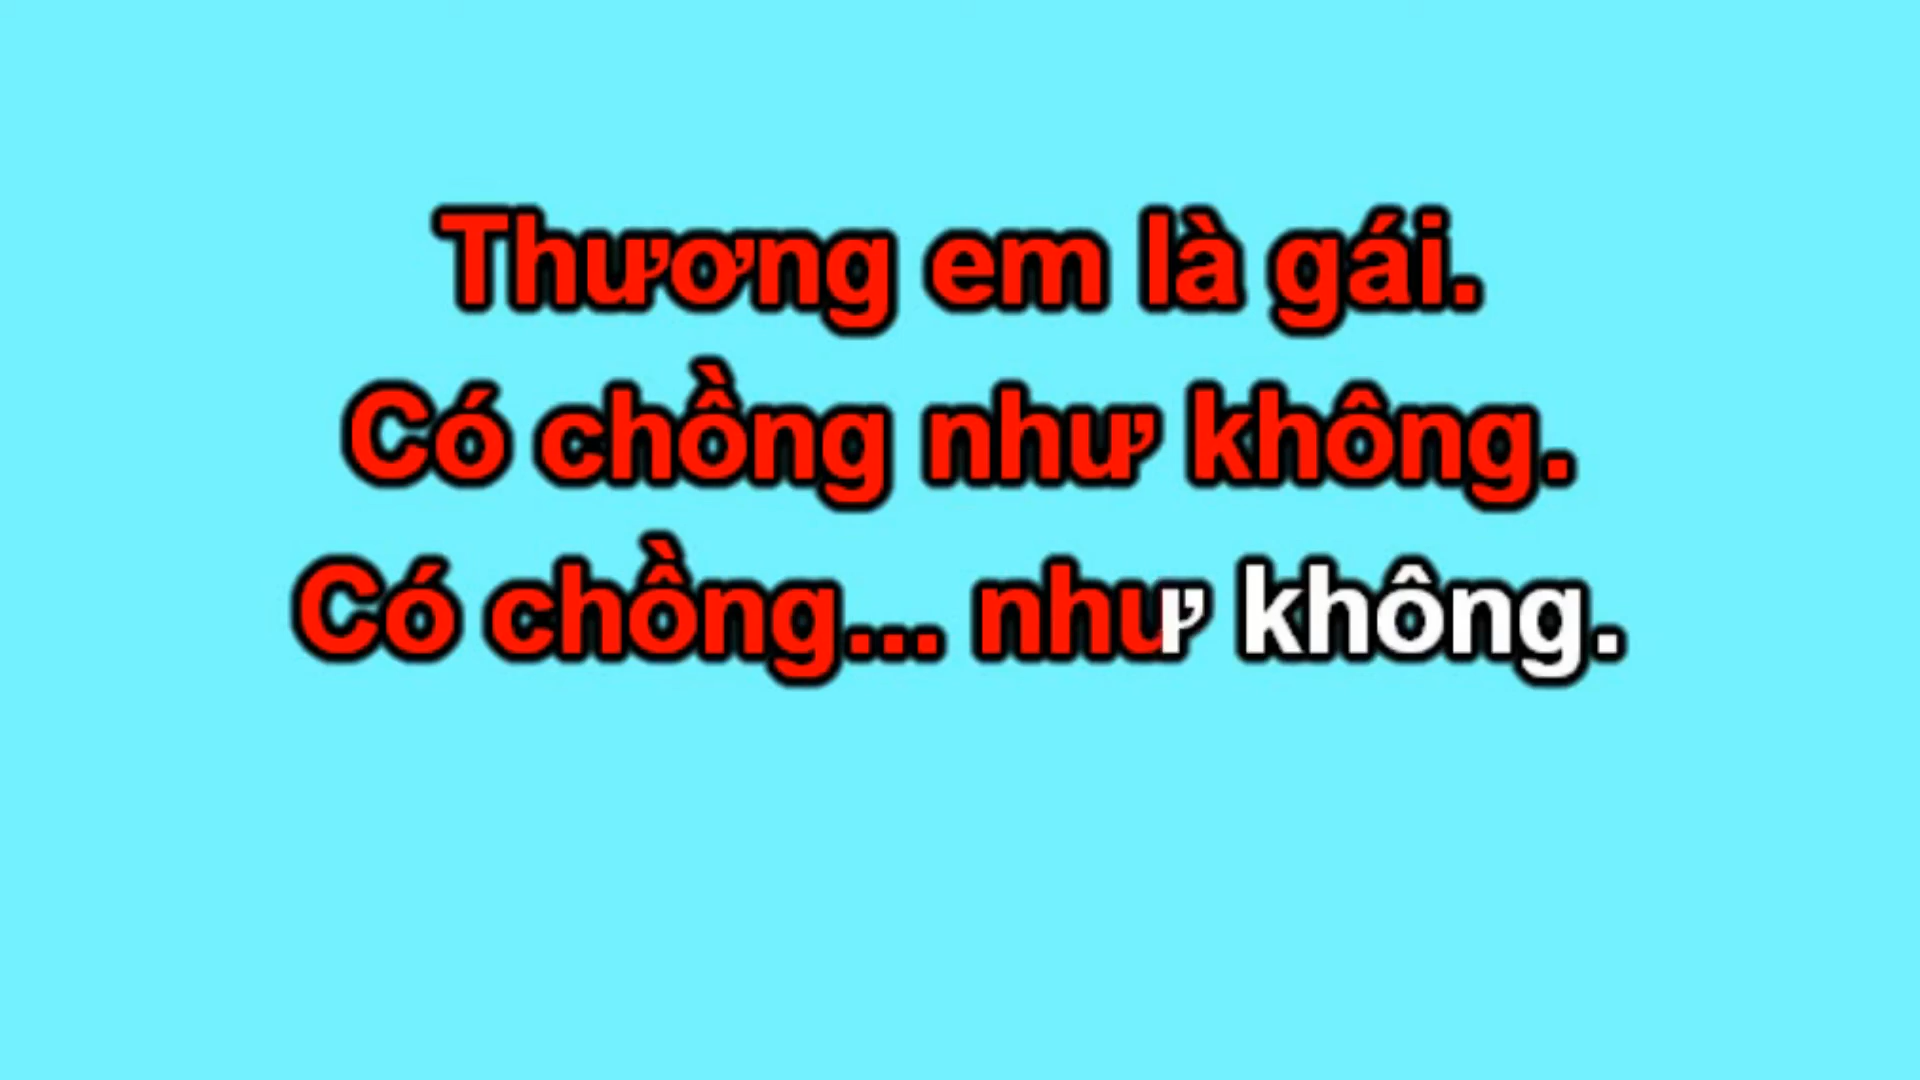 Thương em là gái.
Có chồng như không.
Có chồng... như không.